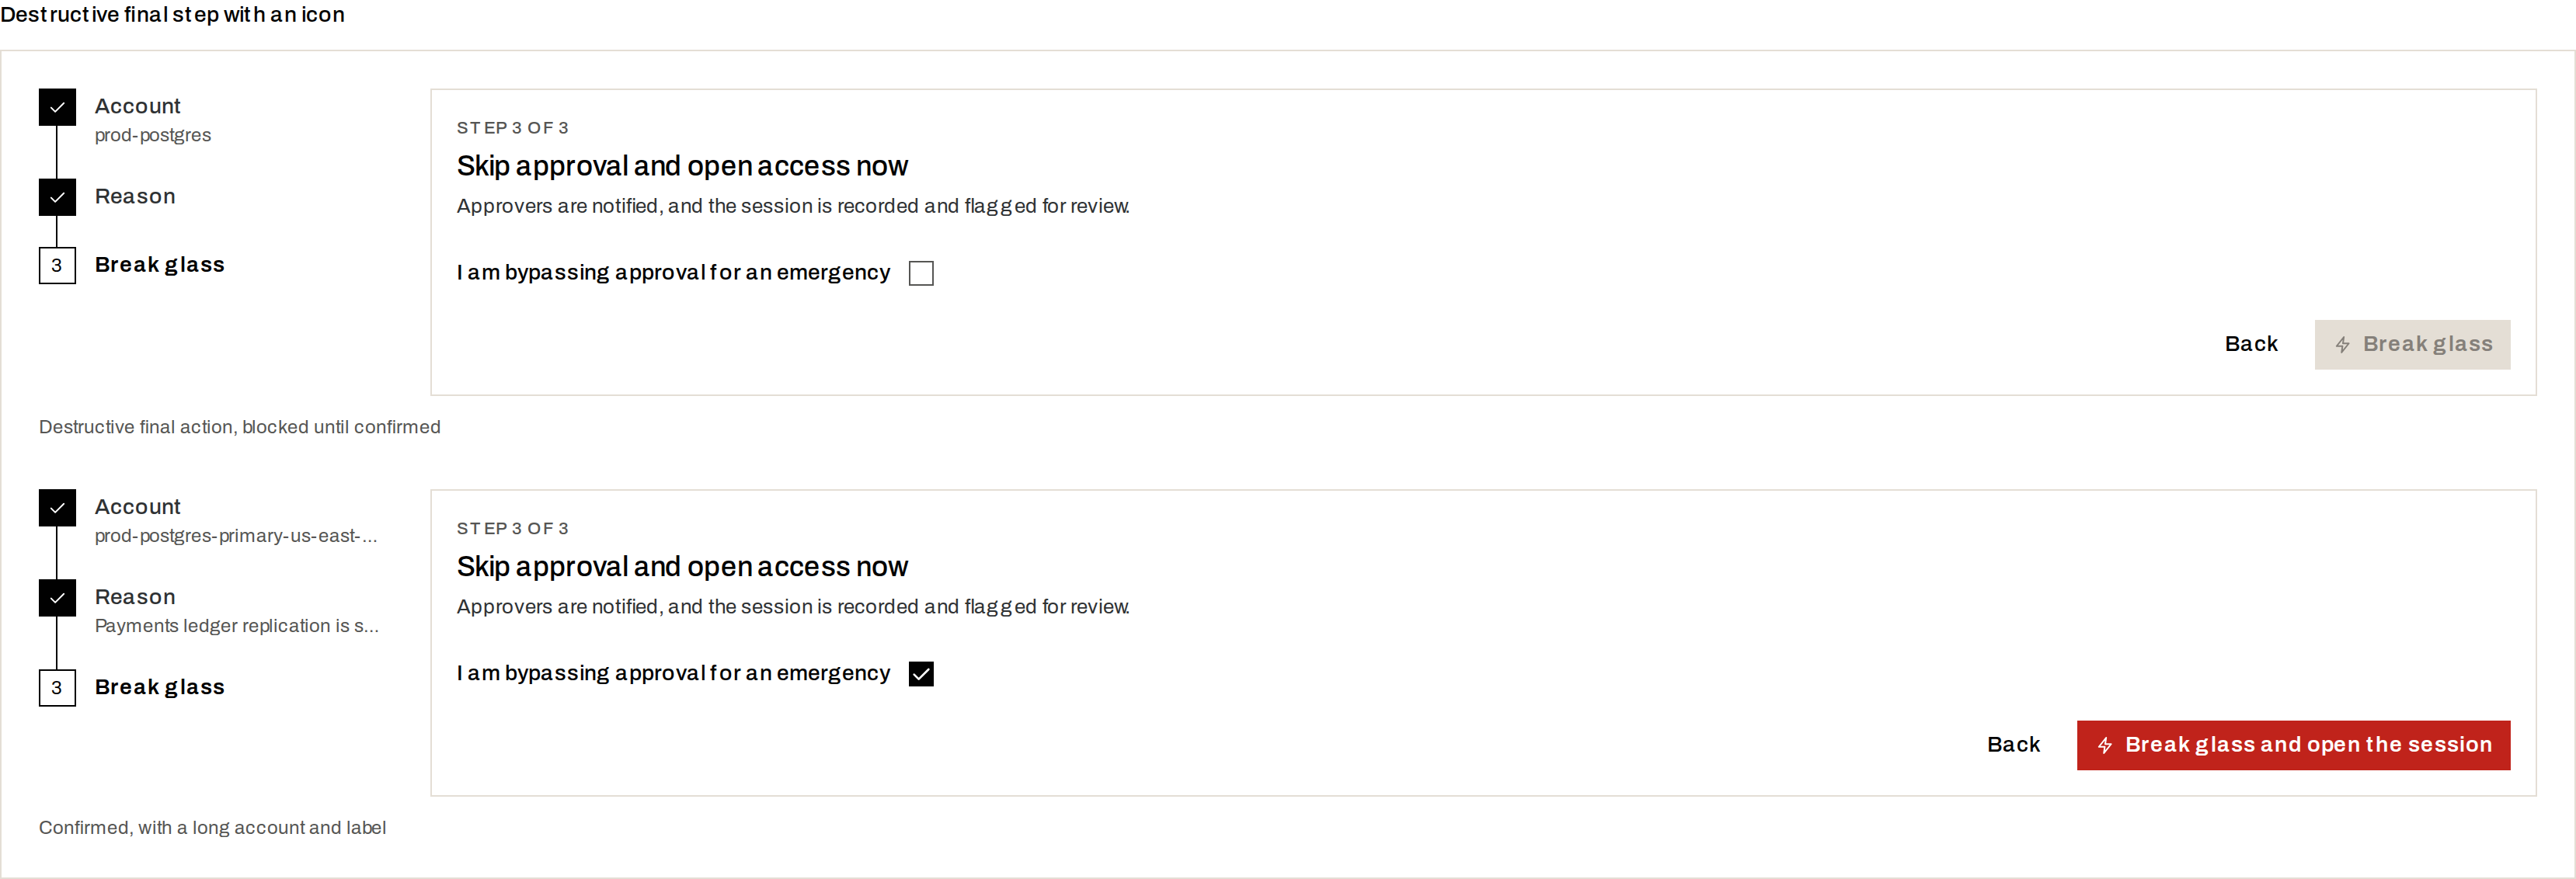 Destructive final step with an icon
Account
prod-postgres
Reason
3
Break glass
STEP 3 OF 3
Skip approval and open access now
Approvers are notified, and the session is recorded and flagged for review.
I am bypassing approval for an emergency
Back
Break glass
Destructive final action, blocked until confirmed
Account
prod-postgres-primary-us-east-...
Reason
Payments ledger replication is s...
3
Break glass
STEP 3 OF 3
Skip approval and open access now
Approvers are notified, and the session is recorded and flagged for review.
I am bypassing approval for an emergency
Back
Break glass and open the session
Confirmed, with a long account and label